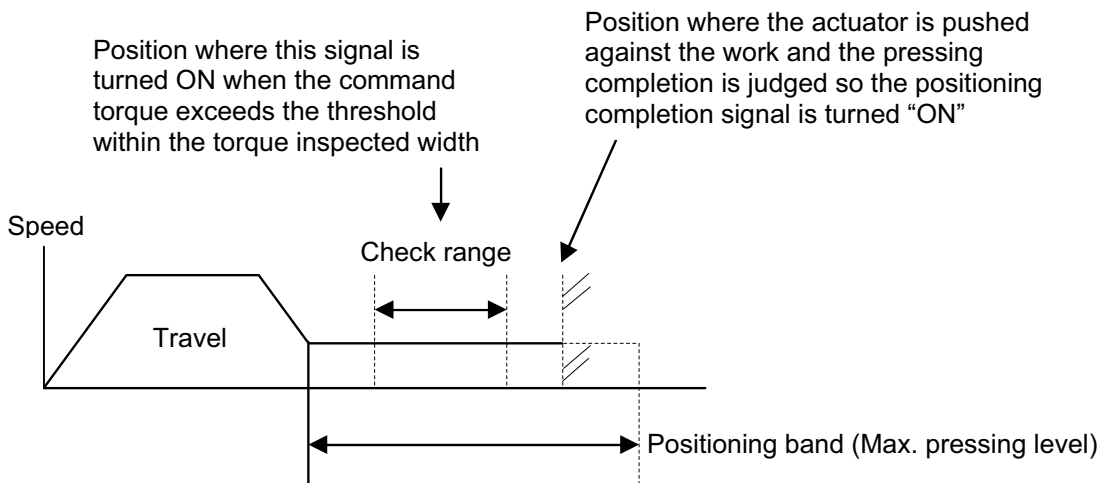 Position where the actuator is pushed
against the work and the pressing
completion is judged so the positioning
completion signal is turned “ON”
Position where this signal is
turned ON when the command
torque exceeds the threshold
within the torque inspected width
Speed
Check range
Travel
Positioning band (Max. pressing level)